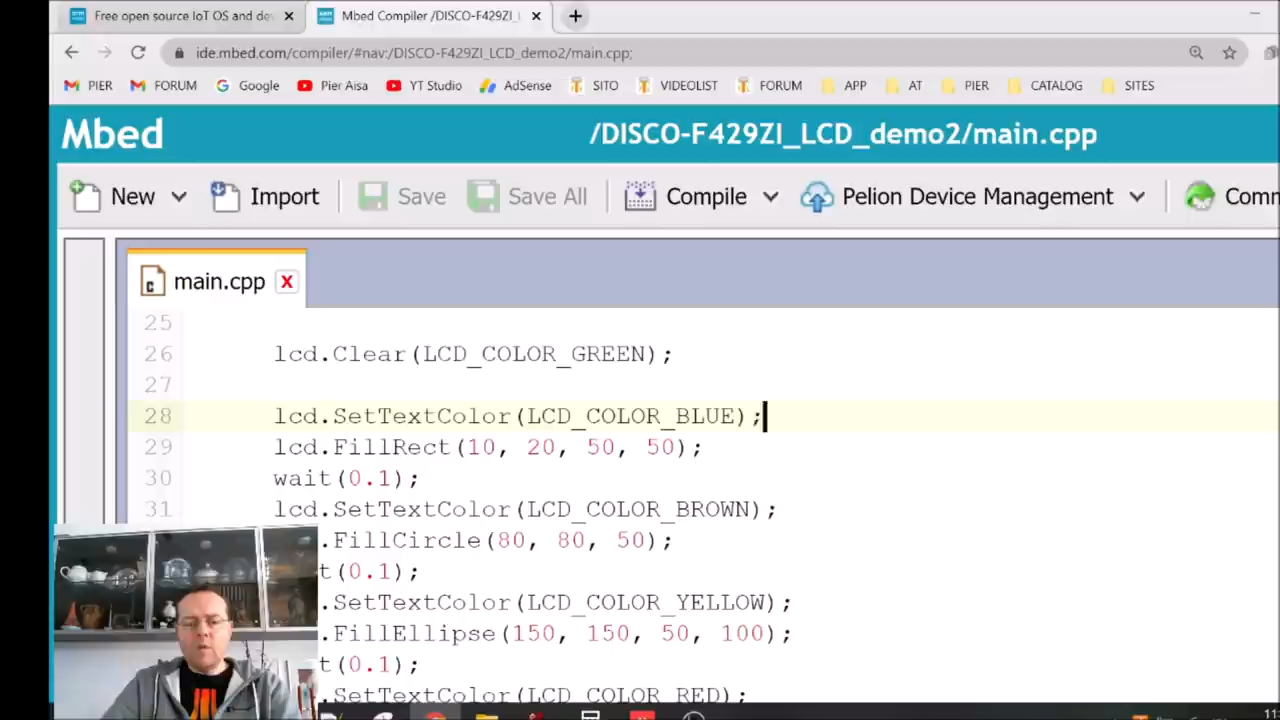 Free open source IoT OS and de
Mbed Compiler /DISCO-F429ZI_
ide.mbed.com/compiler/#nav:/DISCO-F429ZI_LCD_demo2/main.cpp;
PIER FORUM Google Pier Aisa YT Studio AdSense SITO VIDEOLIST FORUM APP AT PIER CATALOG SITES
Mbed /DISCO-F429ZI_LCD_demo2/main.cpp
New Import Save Save All Compile Pelion Device Management Comm
main.cpp
25
26 lcd.Clear(LCD_COLOR_GREEN);
27
28 lcd.SetTextColor(LCD_COLOR_BLUE);
29 lcd.FillRect(10, 20, 50, 50);
30 wait(0.1);
31 lcd.SetTextColor(LCD_COLOR_BROWN);
.FillCircle(80, 80, 50);
t(0.1);
.SetTextColor(LCD_COLOR_YELLOW);
.FillEllipse(150, 150, 50, 100);
t(0.1);
.SetTextColor(LCD_COLOR_RED);